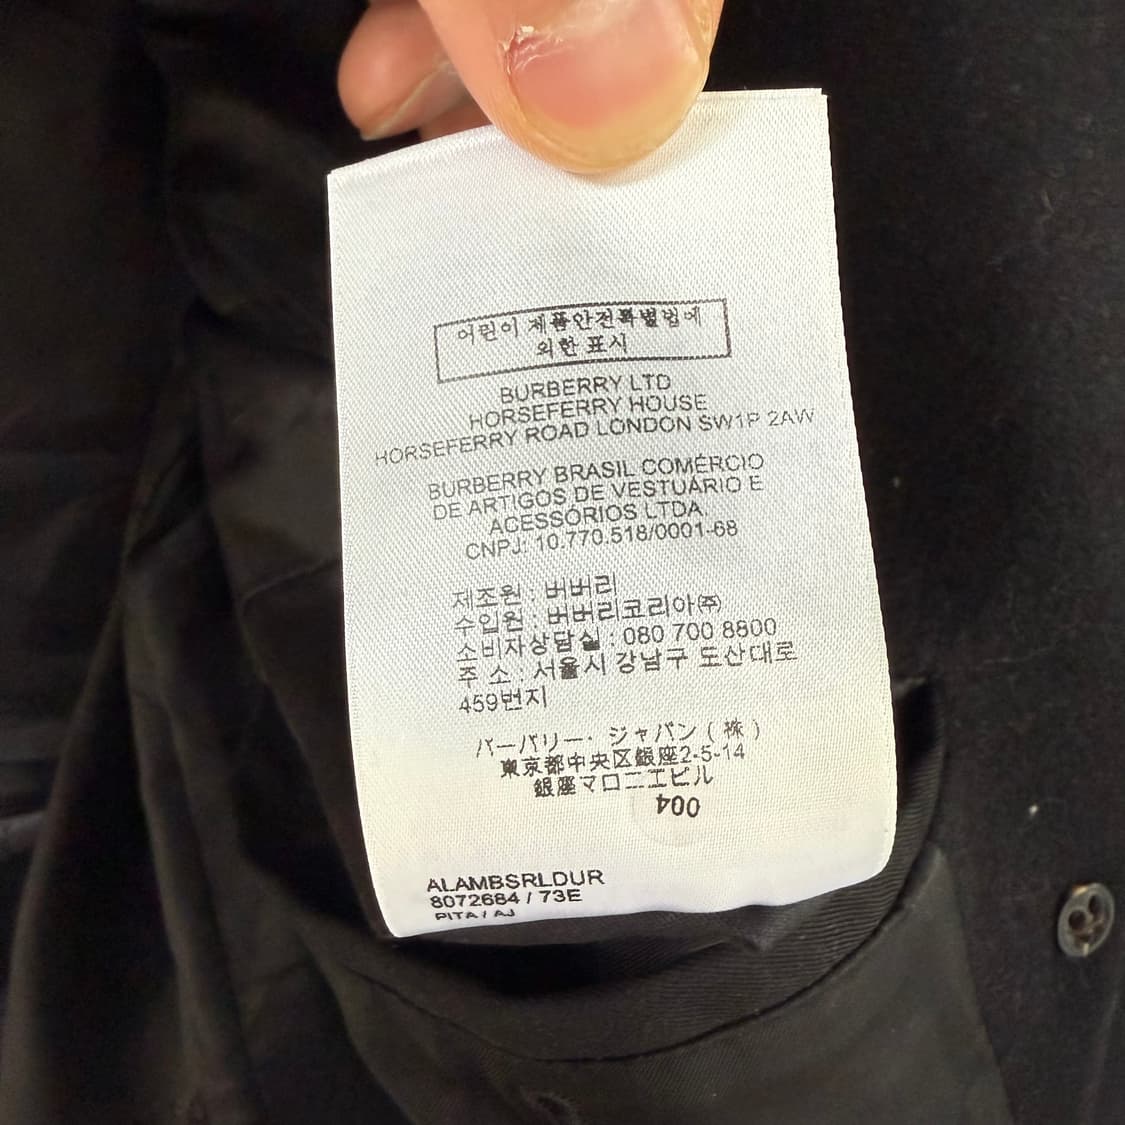 어린이 제품안전특별법에
의한 표시
BURBERRY LTD
HORSEFERRY HOUSE
HORSEFERRY ROAD LONDON SW1P 2AW
BURBERRY BRASIL COMÉRCIO
DE ARTIGOS DE VESTUÁRIO E
ACESSÓRIOS LTDA
CNPJ: 10.770.518/0001-68
제조원 : 버버리
수입원 : 버버리코리아㈜
소비자상담실 : 080 700 8800
주 소 : 서울시 강남구 도산대로
459번지
バーバリー・ジャパン(株)
東京都中央区銀座2-5-14
銀座マロニエビル
004
ALAMBSRLDUR
8072684 / 73E
PITA / AJ